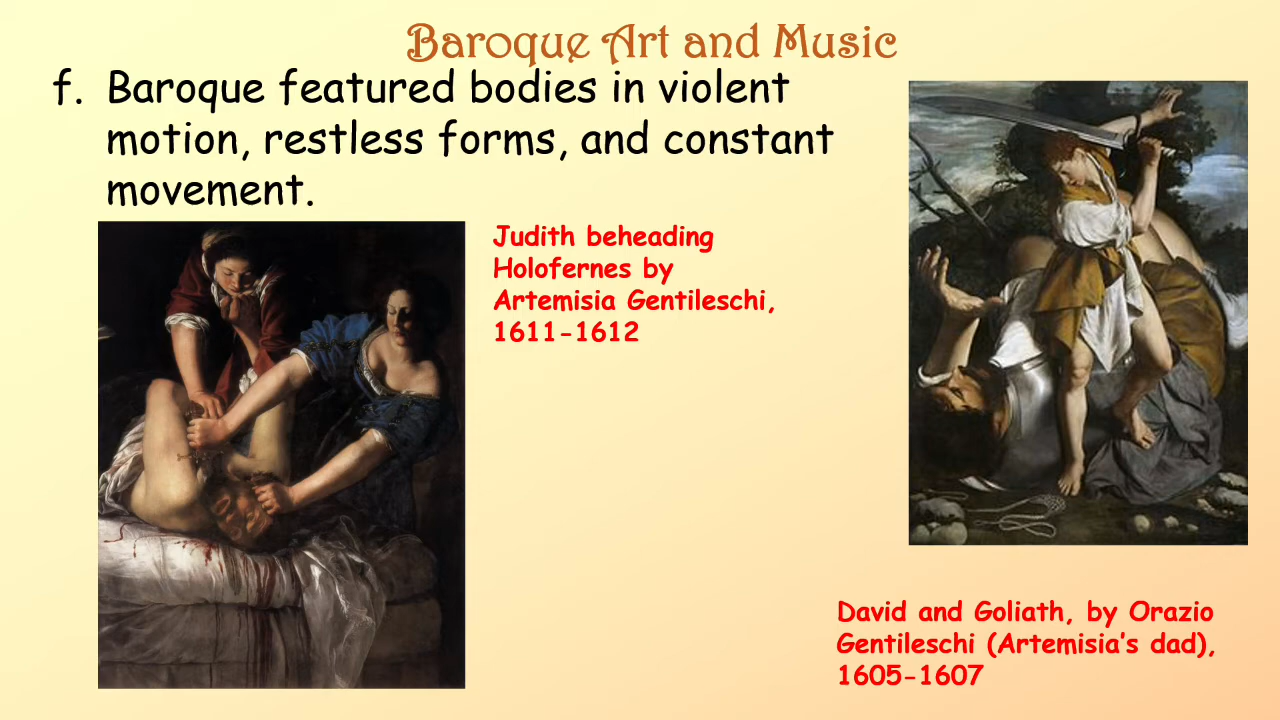 Baroque Art and Music
f. Baroque featured bodies in violent
motion, restless forms, and constant
movement.
Judith beheading
Holofernes by
Artemisia Gentileschi,
1611-1612
David and Goliath, by Orazio
Gentileschi (Artemisia's dad),
1605-1607